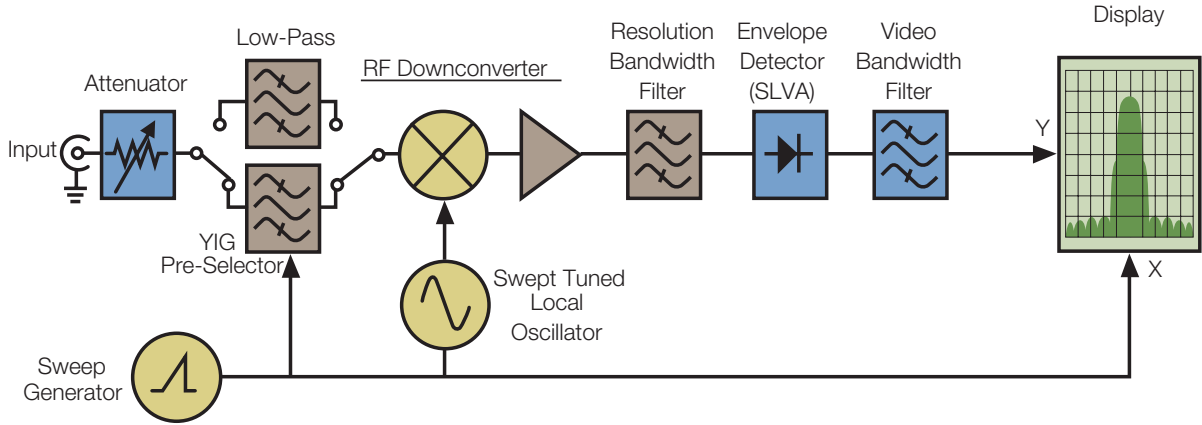 Display
Low-Pass
Resolution
Bandwidth
Filter
Envelope
Detector
(SLVA)
Video
Bandwidth
Filter
RF Downconverter
Attenuator
Input
Y
YIG
Pre-Selector
X
Swept Tuned
Local
Oscillator
Sweep
Generator